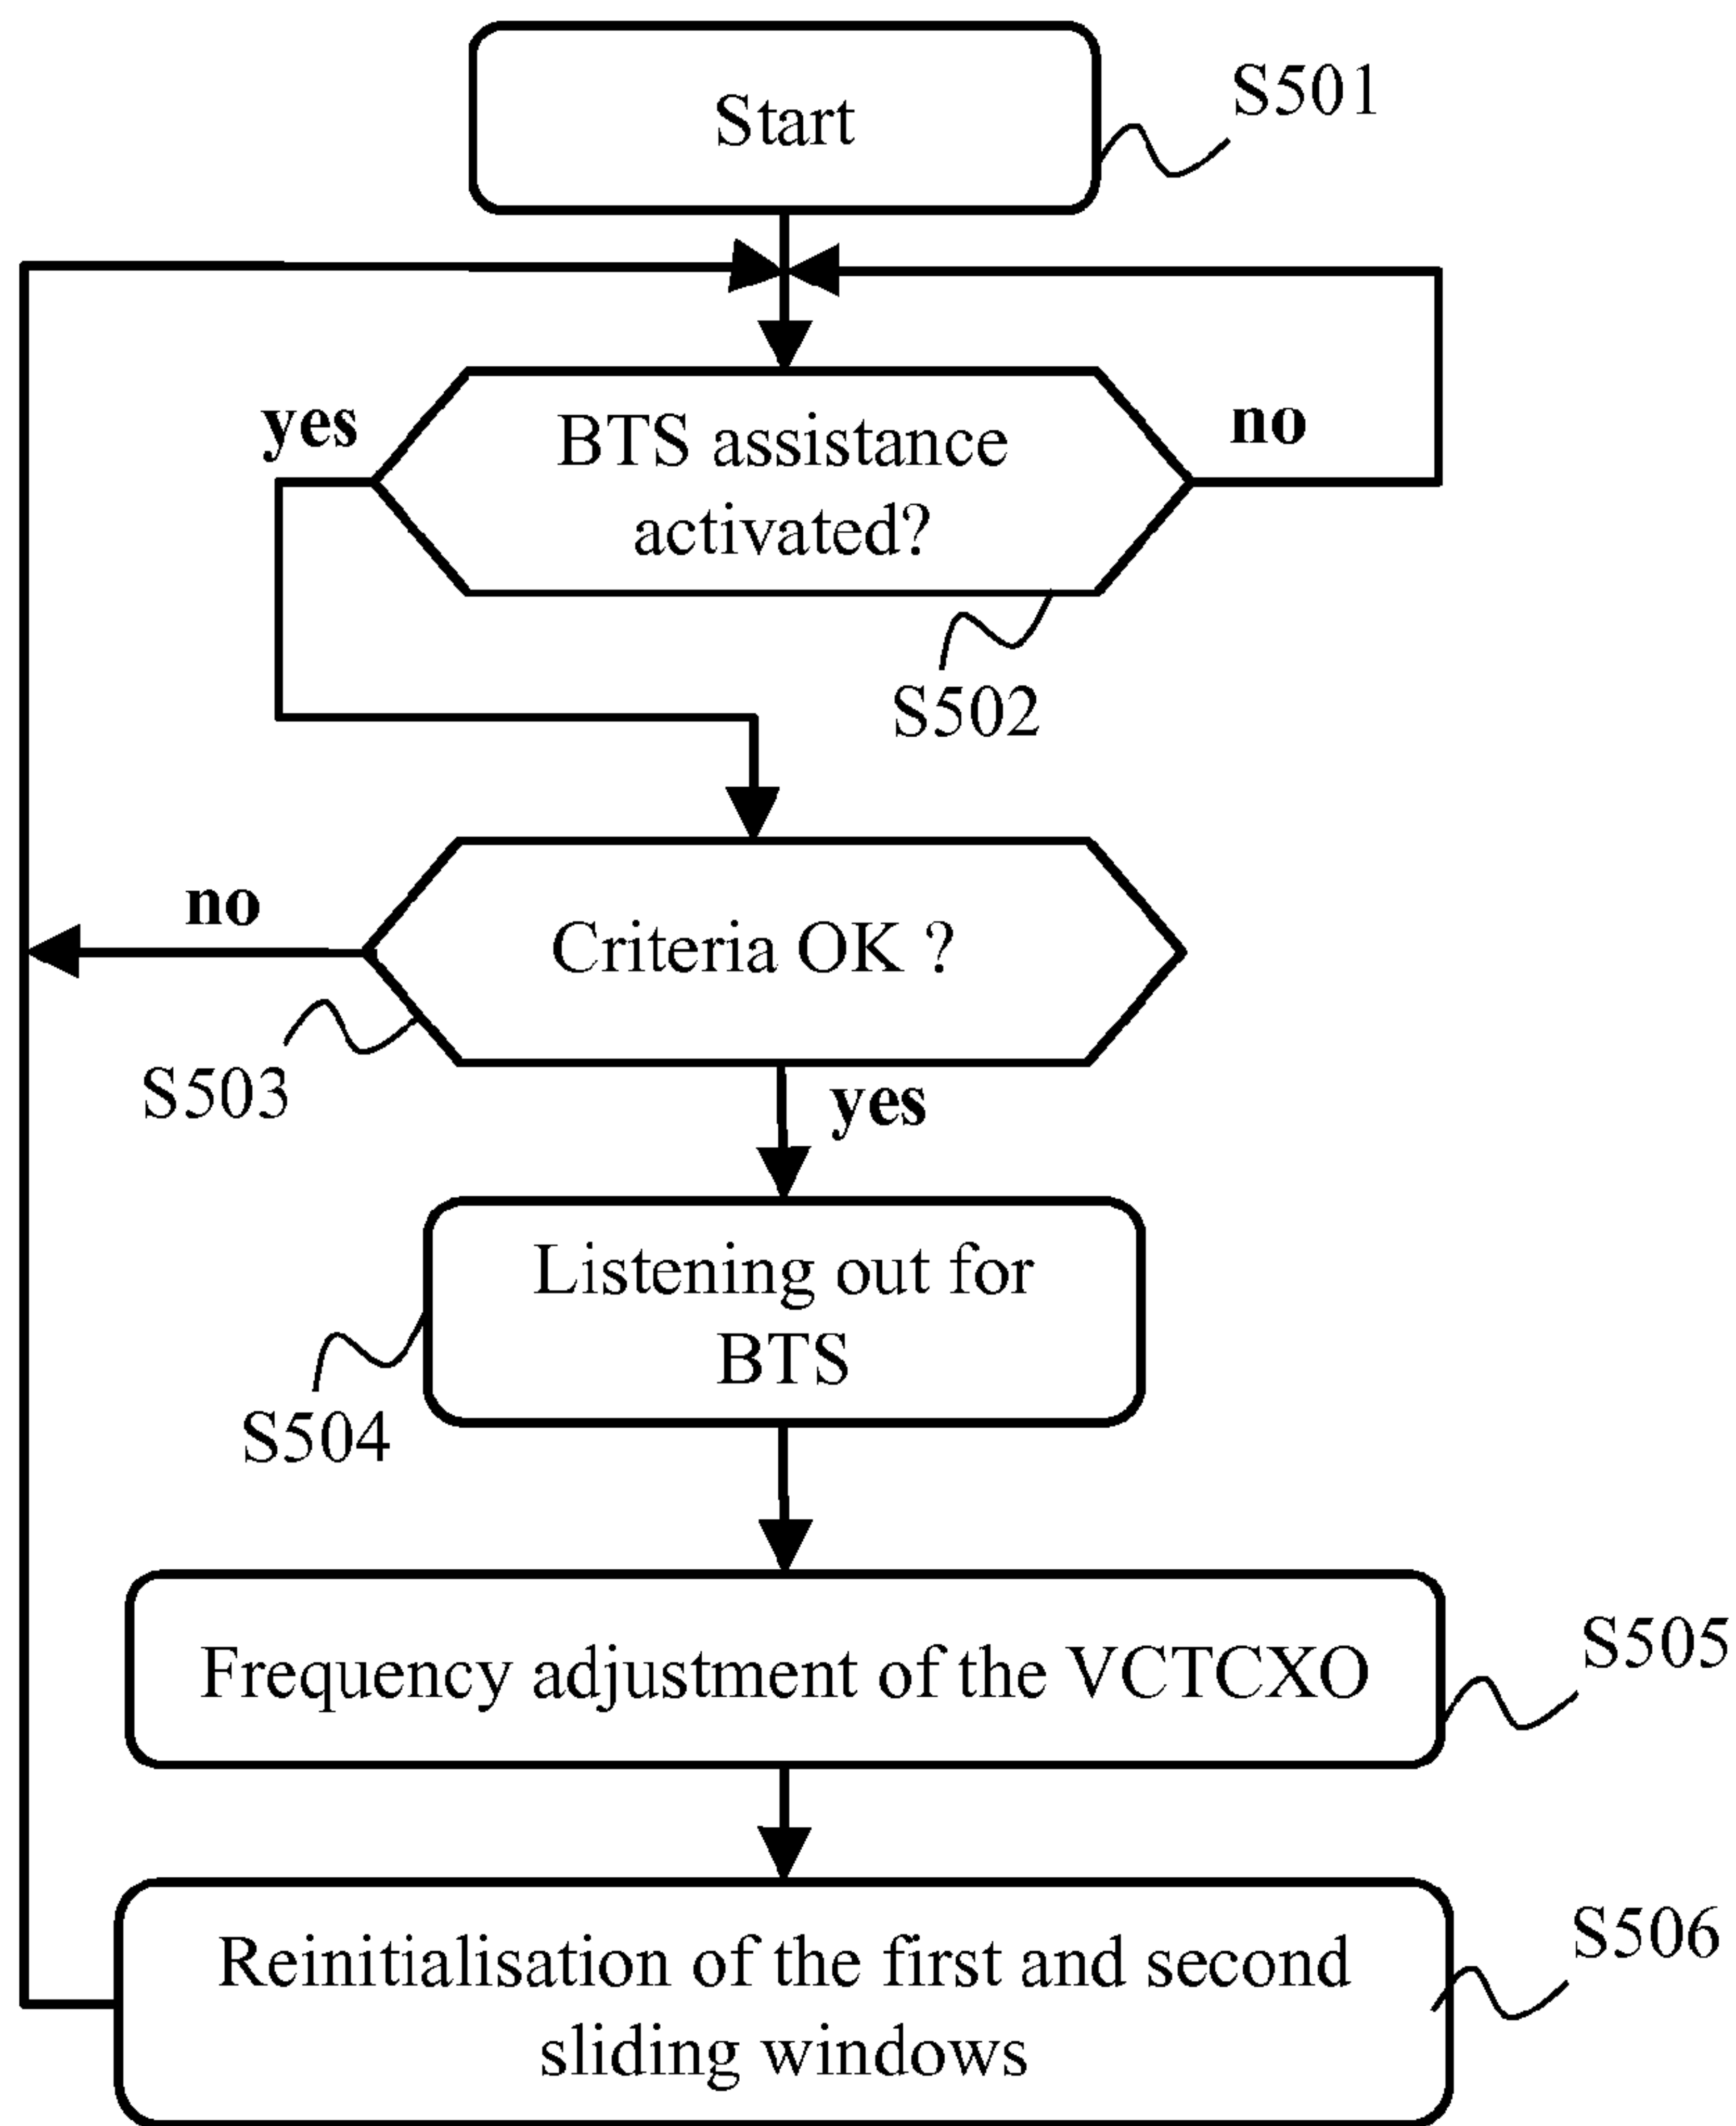 Start
S501
yes
BTS assistance
activated?
no
S502
no
Criteria OK ?
S503
yes
Listening out for
BTS
S504
Frequency adjustment of the VCTCXO
S505
Reinitialisation of the first and second
sliding windows
S506